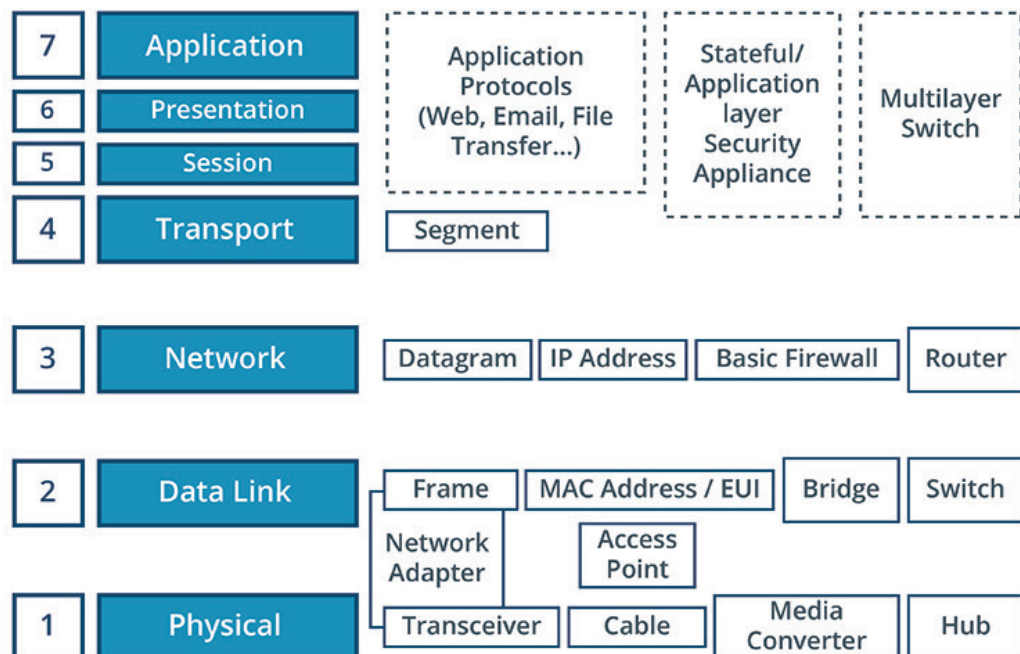 7
Application
6
Presentation
5
Session
4
Transport
Application
Protocols
(Web, Email, File
Transfer...)
Stateful/
Application
layer
Security
Appliance
Multilayer
Switch
Segment
3
Network
Datagram
IP Address
Basic Firewall
Router
2
Data Link
Frame
MAC Address / EUI
Bridge
Switch
Network
Adapter
Access
Point
1
Physical
Transceiver
Cable
Media
Converter
Hub